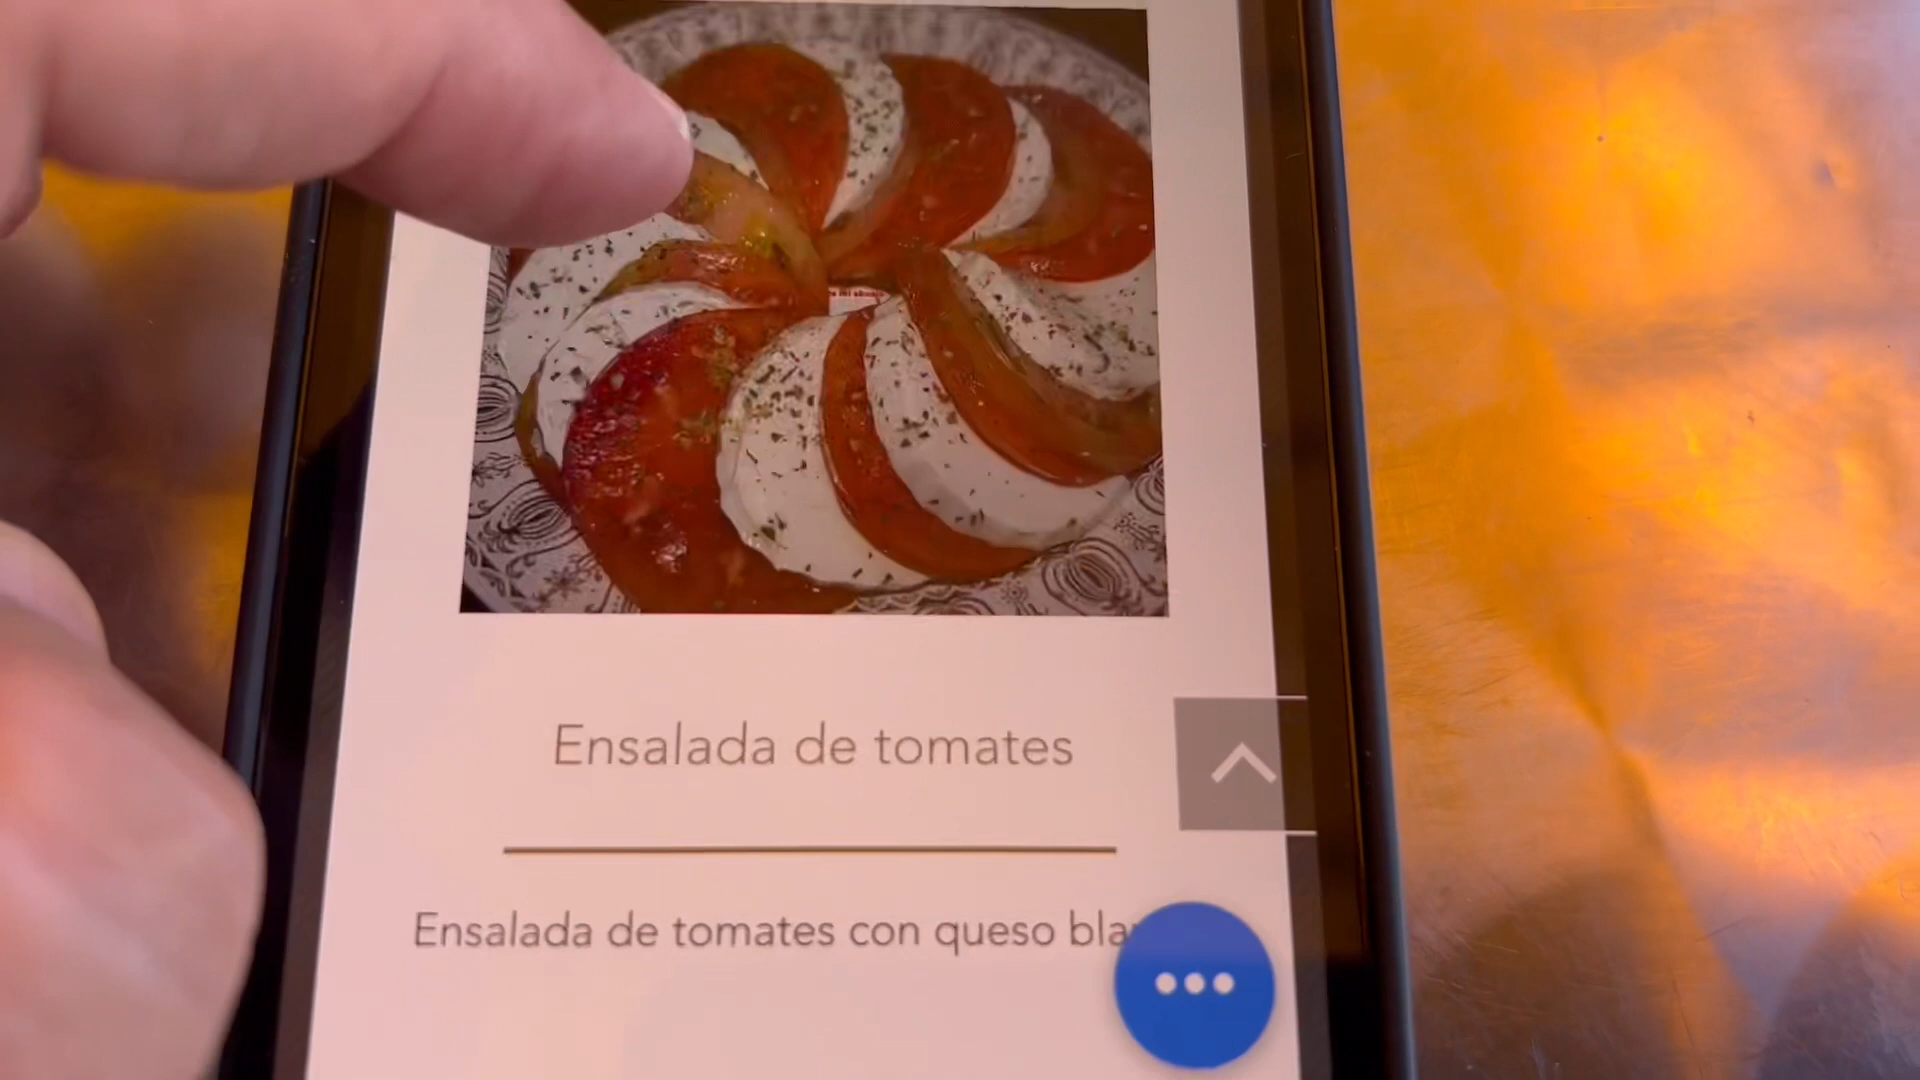 Ensalada de tomates
Ensalada de tomates con queso